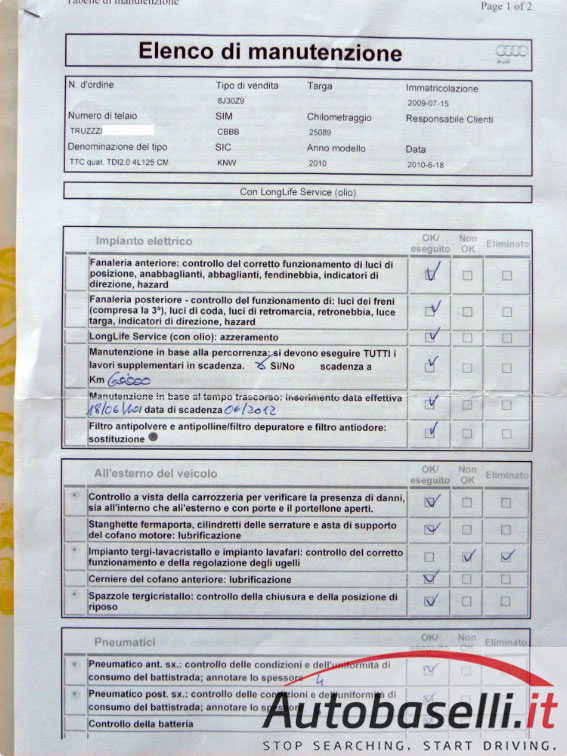 Tabelle di manutenzione
Page 1 of 2
Elenco di manutenzione
Audi
N. d'ordine
Tipo di vendita
Targa
Immatricolazione
8J30Z9
2009-07-15
Numero di telaio
SIM
Chilometraggio
Responsabile Clienti
TRUZZZ
CBBB
25089
Denominazione del tipo
SIC
Anno modello
Data
TTC quat. TDI2.0 4L125 CM
KNW
2010
2010-6-18
Con LongLife Service (olio)
Impianto elettrico
OK/ eseguito
Non OK
Eliminato
Fanaleria anteriore: controllo del corretto funzionamento di luci di
posizione, anabbaglianti, abbaglianti, fendinebbia, indicatori di
direzione, hazard
Fanaleria posteriore - controllo del funzionamento di: luci dei freni
(compresa la 3ª), luci di coda, luci di retromarcia, retronebbia, luce
targa, indicatori di direzione, hazard
LongLife Service (con olio): azzeramento
Manutenzione in base alla percorrenza: si devono eseguire TUTTI i
lavori supplementari in scadenza. Si/No scadenza a
Km
Manutenzione in base al tempo trascorso: inserimento data effettiva
18/06/ data di scadenza 06/2012
Filtro antipolvere e antipolline/filtro depuratore e filtro antiodore:
sostituzione
All'esterno del veicolo
OK/ eseguito
Non OK
Eliminato
Controllo a vista della carrozzeria per verificare la presenza di danni,
sia all'interno che all'esterno e con porte e il portellone aperti.
Stanghette fermaporta, cilindretti delle serrature e asta di supporto
del cofano motore: lubrificazione
Impianto tergi-lavacristallo e impianto lavafari: controllo del corretto
funzionamento e della regolazione degli ugelli
Cerniere del cofano anteriore: lubrificazione
Spazzole tergicristallo: controllo della chiusura e della posizione di
riposo
Pneumatici
OK/ eseguito
Non OK
Eliminato
Pneumatico ant. sx.: controllo delle condizioni e dell'uniformità di
consumo del battistrada; annotare lo spessore 4
Pneumatico post. sx.: controllo delle condizioni e dell'uniformità di
consumo del battistrada; annotare lo spessore
Controllo della batteria
Autobaselli.it
STOP SEARCHING. START DRIVING.